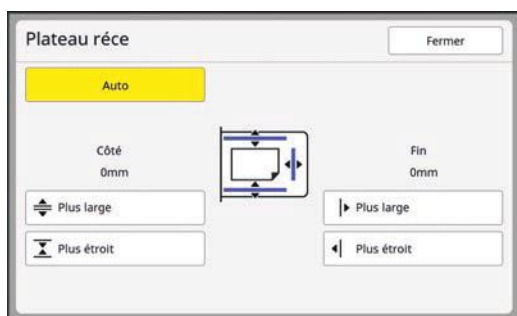 Plateau réce
Fermer
Auto
Côté
0mm
Plus large
Plus étroit
Fin
0mm
Plus large
Plus étroit